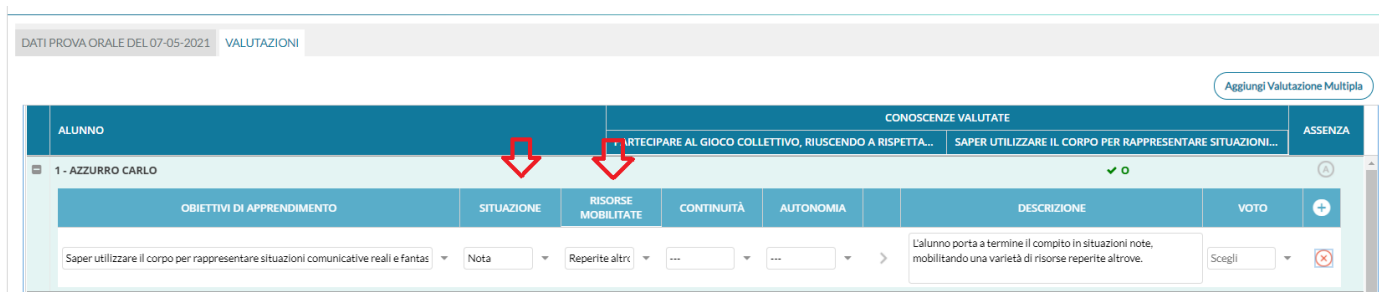 DATI PROVA ORALE DEL 07-05-2021 VALUTAZIONI
Aggiungi Valutazione Multipla
ALUNNO
CONOSCENZE VALUTATE
ASSENZA
PARTECIPARE AL GIOCO COLLETTIVO, RIUSCENDO A RISPETTA...
SAPER UTILIZZARE IL CORPO PER RAPPRESENTARE SITUAZIONI...
1 - AZZURRO CARLO
O
A
OBIETTIVI DI APPRENDIMENTO
SITUAZIONE
RISORSE
MOBILITATE
CONTINUITÀ
AUTONOMIA
DESCRIZIONE
VOTO
Saper utilizzare il corpo per rappresentare situazioni comunicative reali e fantas
Nota
Reperite altro
---
---
L'alunno porta a termine il compito in situazioni note,
mobilitando una varietà di risorse reperite altrove.
Scegli